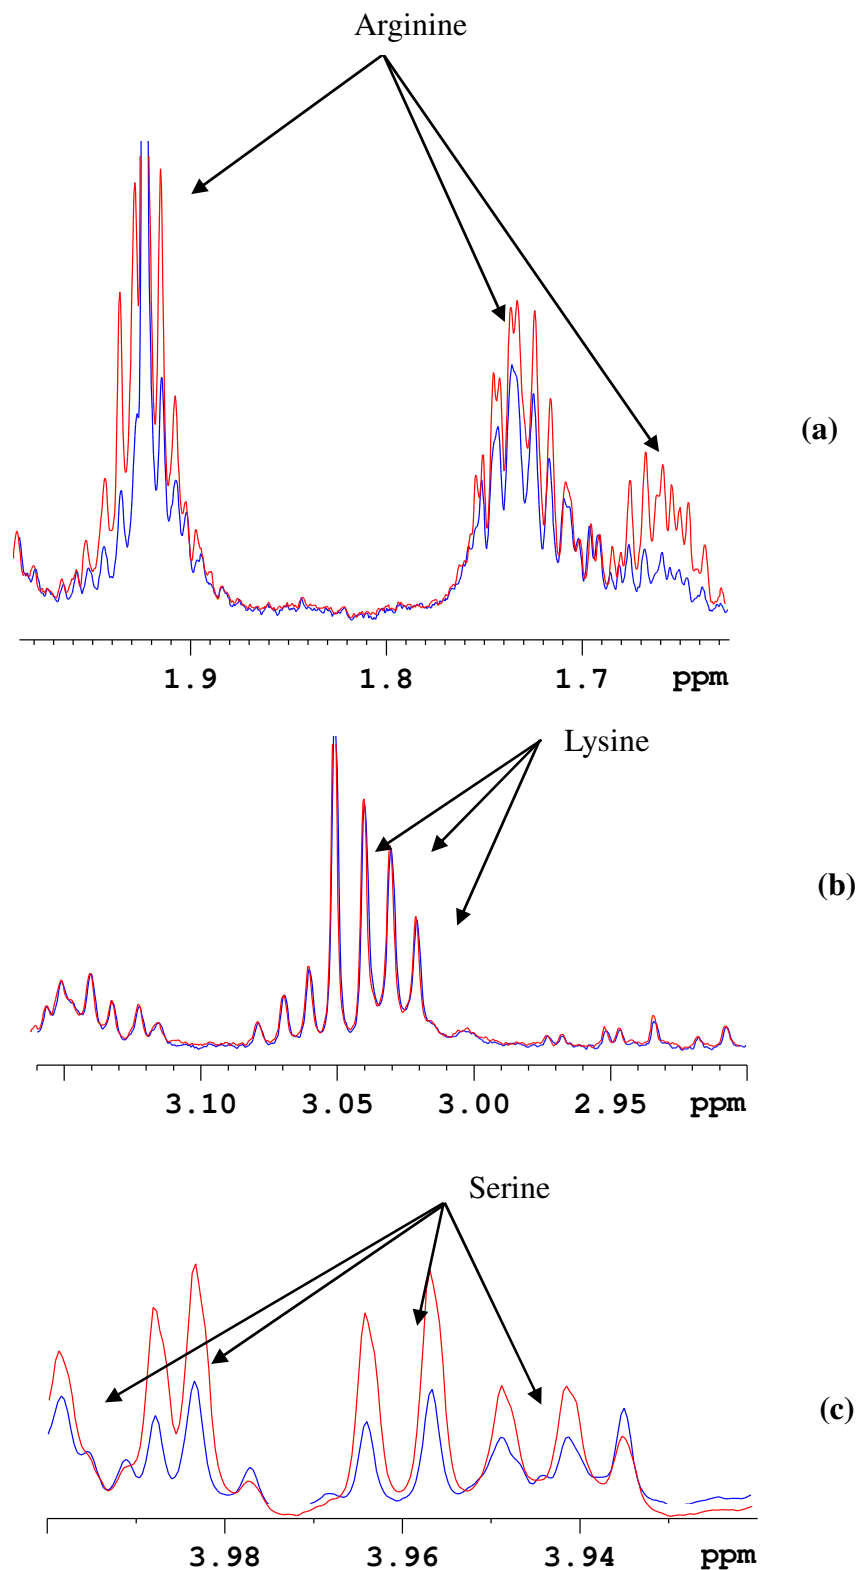 Arginine
(a)
1.9 1.8 1.7 ppm
Lysine
(b)
3.10 3.05 3.00 2.95 ppm
Serine
(c)
3.98 3.96 3.94 ppm